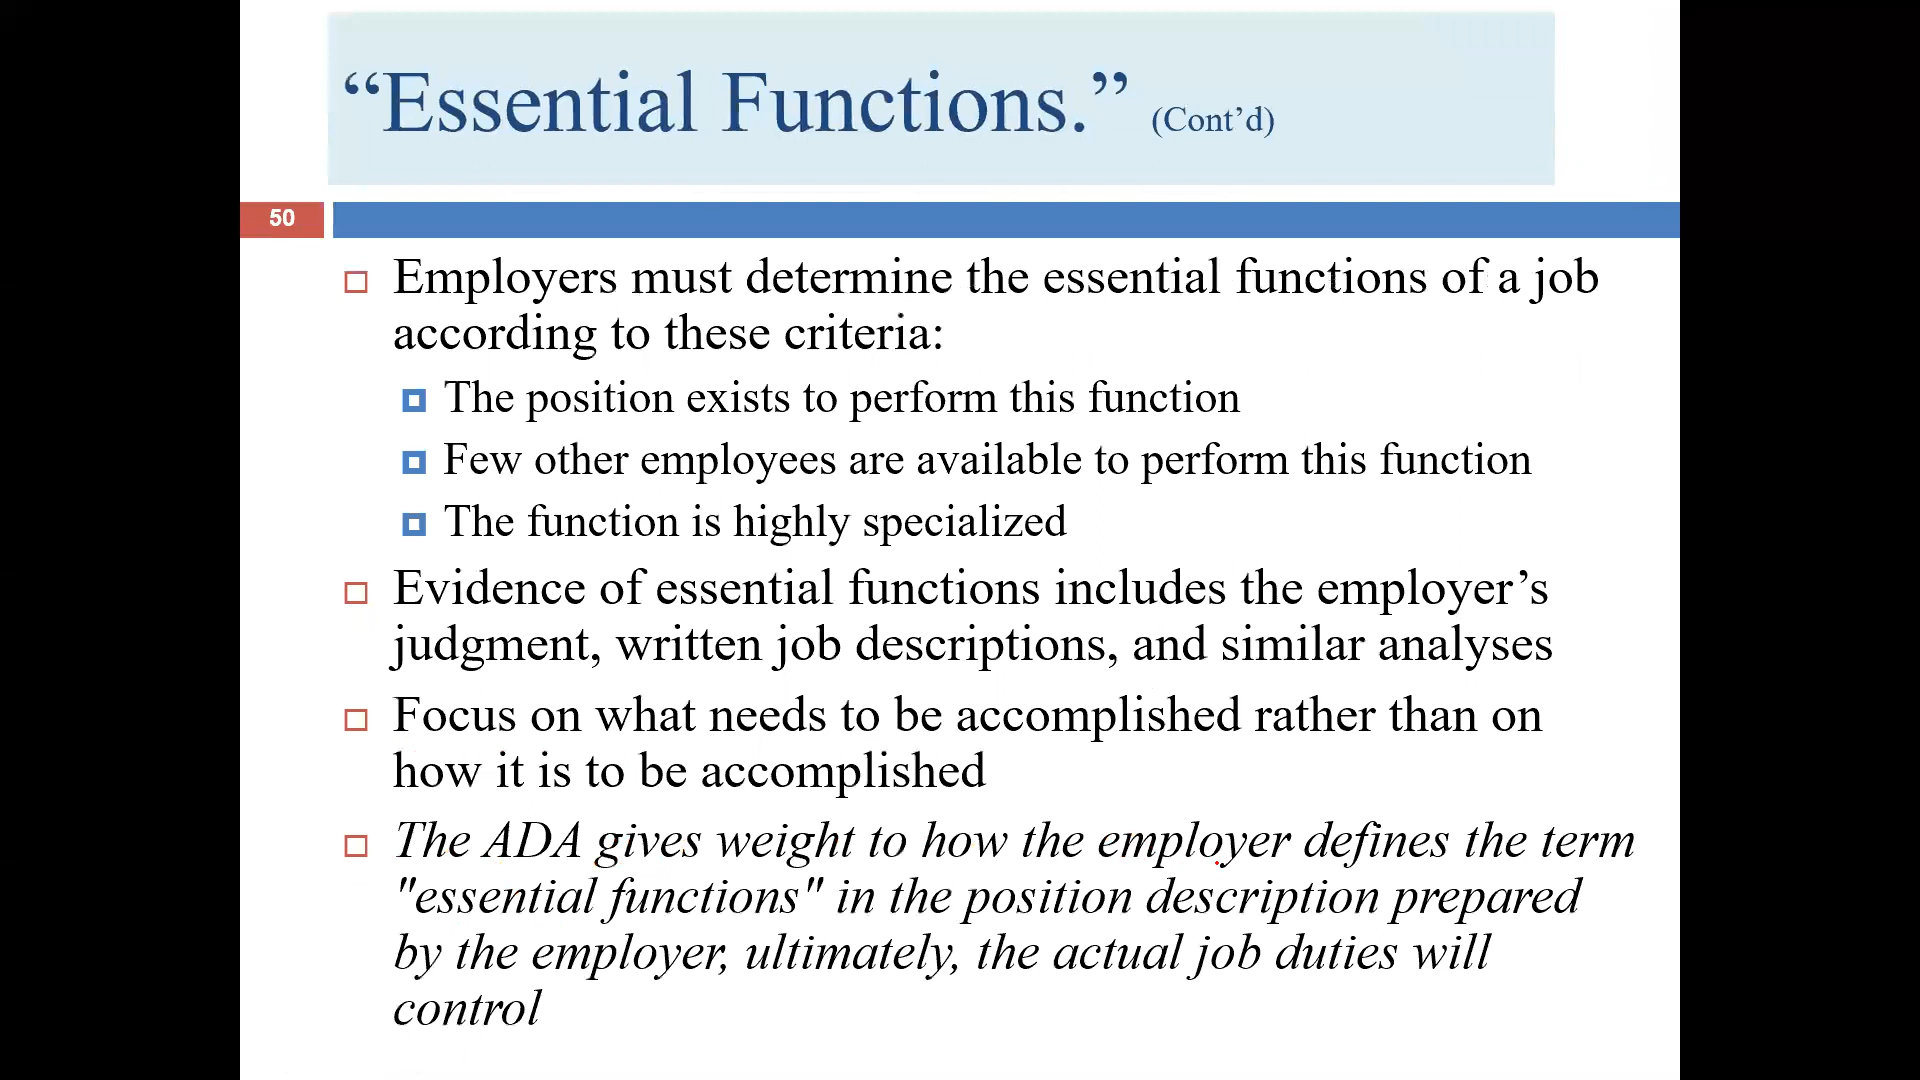 “Essential Functions.” (Cont’d)
50
Employers must determine the essential functions of a job
according to these criteria:
The position exists to perform this function
Few other employees are available to perform this function
The function is highly specialized
Evidence of essential functions includes the employer’s
judgment, written job descriptions, and similar analyses
Focus on what needs to be accomplished rather than on
how it is to be accomplished
The ADA gives weight to how the employer defines the term
"essential functions" in the position description prepared
by the employer, ultimately, the actual job duties will
control